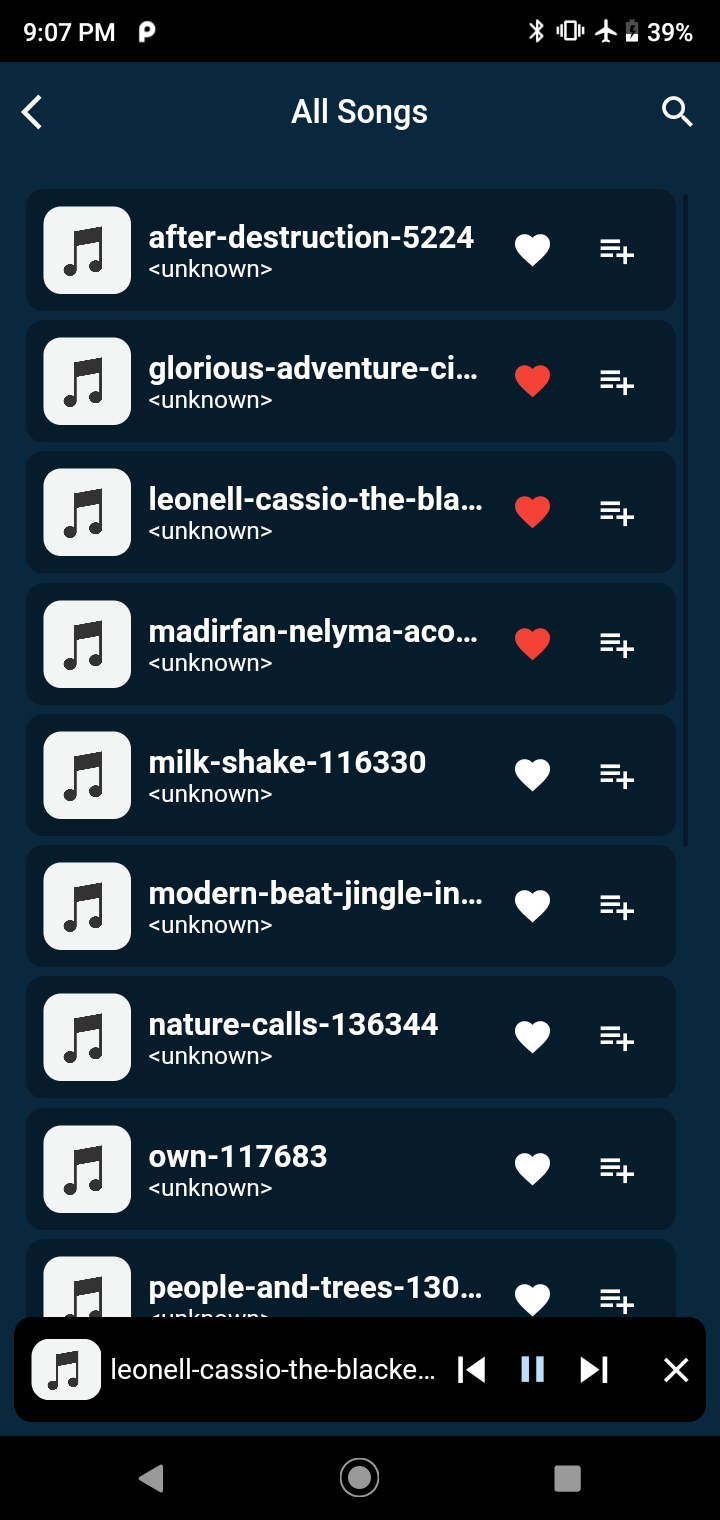 9:07 PM
39%
All Songs
after-destruction-5224
<unknown>
glorious-adventure-ci…
<unknown>
leonell-cassio-the-bla…
<unknown>
madirfan-nelyma-aco…
<unknown>
milk-shake-116330
<unknown>
modern-beat-jingle-in…
<unknown>
nature-calls-136344
<unknown>
own-117683
<unknown>
people-and-trees-130…
<unknown>
leonell-cassio-the-blacke…